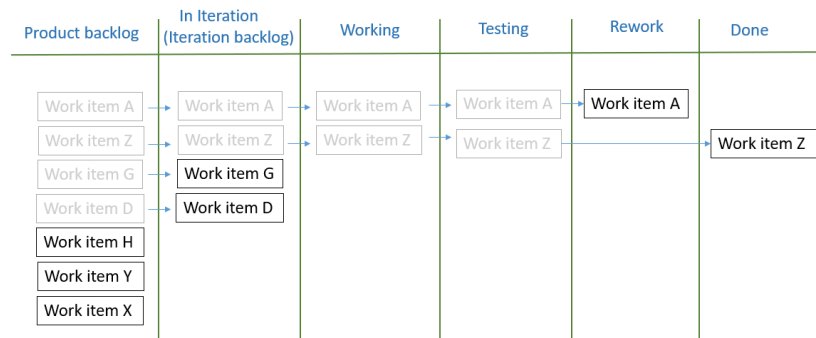 Product backlog
In Iteration
(Iteration backlog)
Working
Testing
Rework
Done
Work item A
Work item A
Work item A
Work item A
Work item A
Work item Z
Work item Z
Work item Z
Work item Z
Work item Z
Work item G
Work item G
Work item D
Work item D
Work item H
Work item Y
Work item X